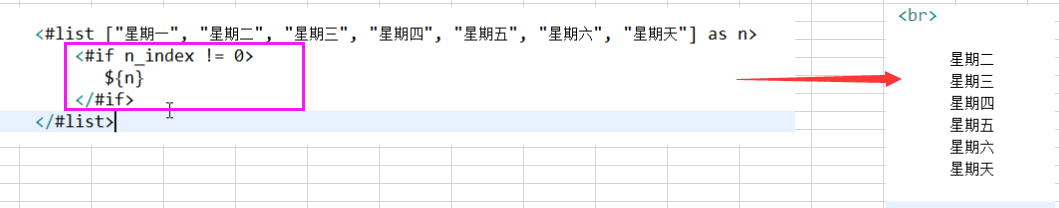 <#list ["星期一", "星期二", "星期三", "星期四", "星期五", "星期六", "星期天"] as n>
<#if n_index != 0>
${n}
</#if>
</#list>
<br>
星期二
星期三
星期四
星期五
星期六
星期天